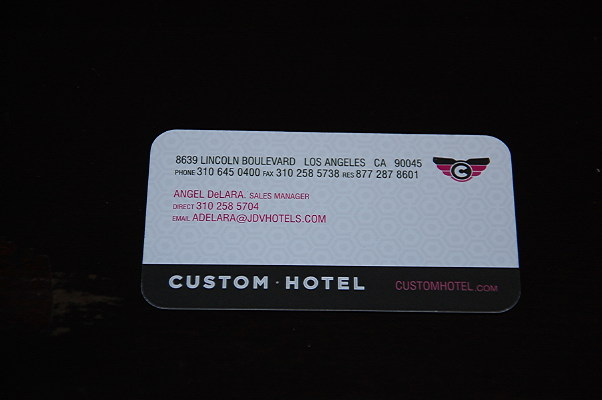 8639 LINCOLN BOULEVARD LOS ANGELES CA 90045
PHONE 310 645 0400 FAX 310 258 5738 RES 877 287 8601
C
ANGEL DeLARA. SALES MANAGER
DIRECT 310 258 5704
EMAIL ADELARA@JDVHOTELS.COM
CUSTOM · HOTEL
CUSTOMHOTEL.COM